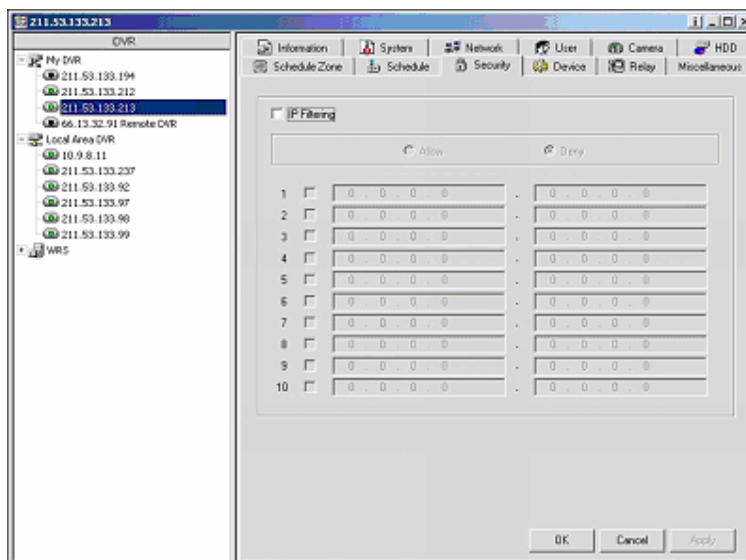 211.53.133.213
DVR
My DVR
211.53.133.194
211.53.133.212
211.53.133.213
66.13.32.91 Remote DVR
Local Area DVR
10.9.8.11
211.53.133.237
211.53.133.92
211.53.133.97
211.53.133.98
211.53.133.99
WRS
Information System Network User Camera HDD
Schedule Zone Schedule Security Device Relay Miscellaneous
IP Filtering
Allow Deny
1 0 . 0 . 0 . 0 . 0 . 0 . 0 . 0
2 0 . 0 . 0 . 0 . 0 . 0 . 0 . 0
3 0 . 0 . 0 . 0 . 0 . 0 . 0 . 0
4 0 . 0 . 0 . 0 . 0 . 0 . 0 . 0
5 0 . 0 . 0 . 0 . 0 . 0 . 0 . 0
6 0 . 0 . 0 . 0 . 0 . 0 . 0 . 0
7 0 . 0 . 0 . 0 . 0 . 0 . 0 . 0
8 0 . 0 . 0 . 0 . 0 . 0 . 0 . 0
9 0 . 0 . 0 . 0 . 0 . 0 . 0 . 0
10 0 . 0 . 0 . 0 . 0 . 0 . 0 . 0
OK Cancel Apply